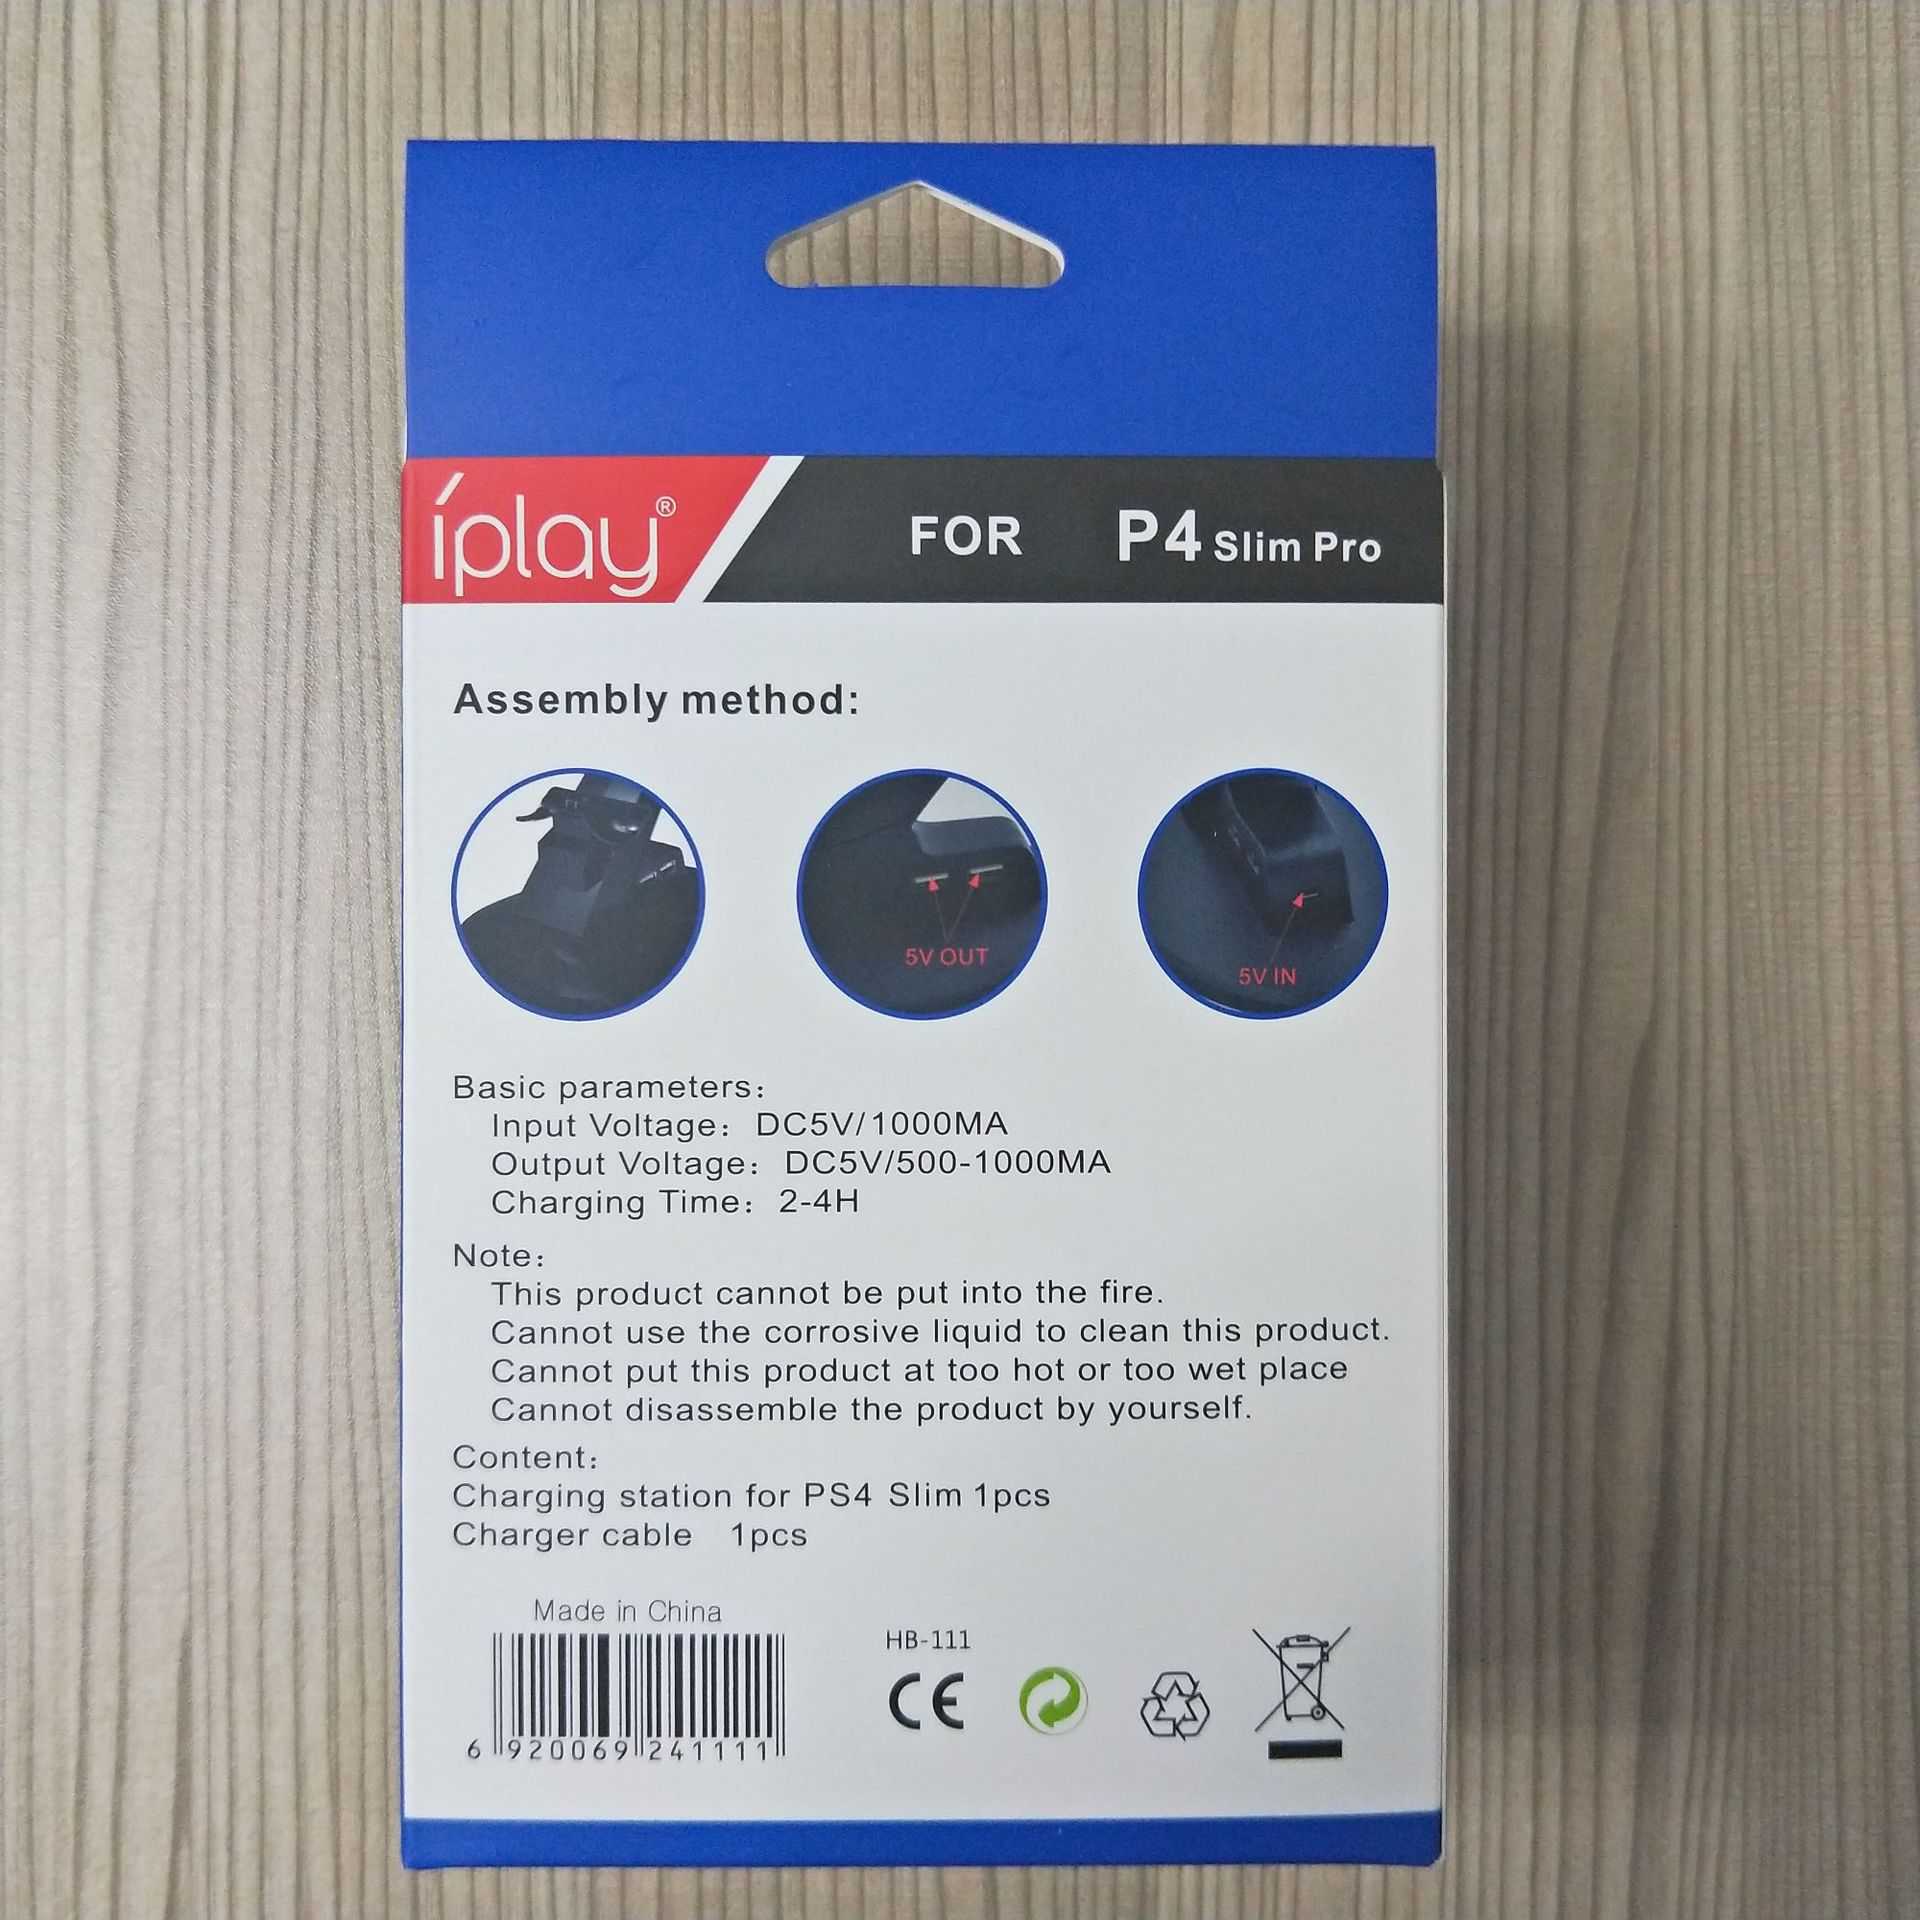 íplay®
FOR P4 Slim Pro
Assembly method:
5V OUT
5V IN
Basic parameters:
Input Voltage: DC5V/1000MA
Output Voltage: DC5V/500-1000MA
Charging Time: 2-4H
Note:
This product cannot be put into the fire.
Cannot use the corrosive liquid to clean this product.
Cannot put this product at too hot or too wet place
Cannot disassemble the product by yourself.
Content:
Charging station for PS4 Slim 1pcs
Charger cable 1pcs
Made in China
6 920069 241111
HB-111
CE